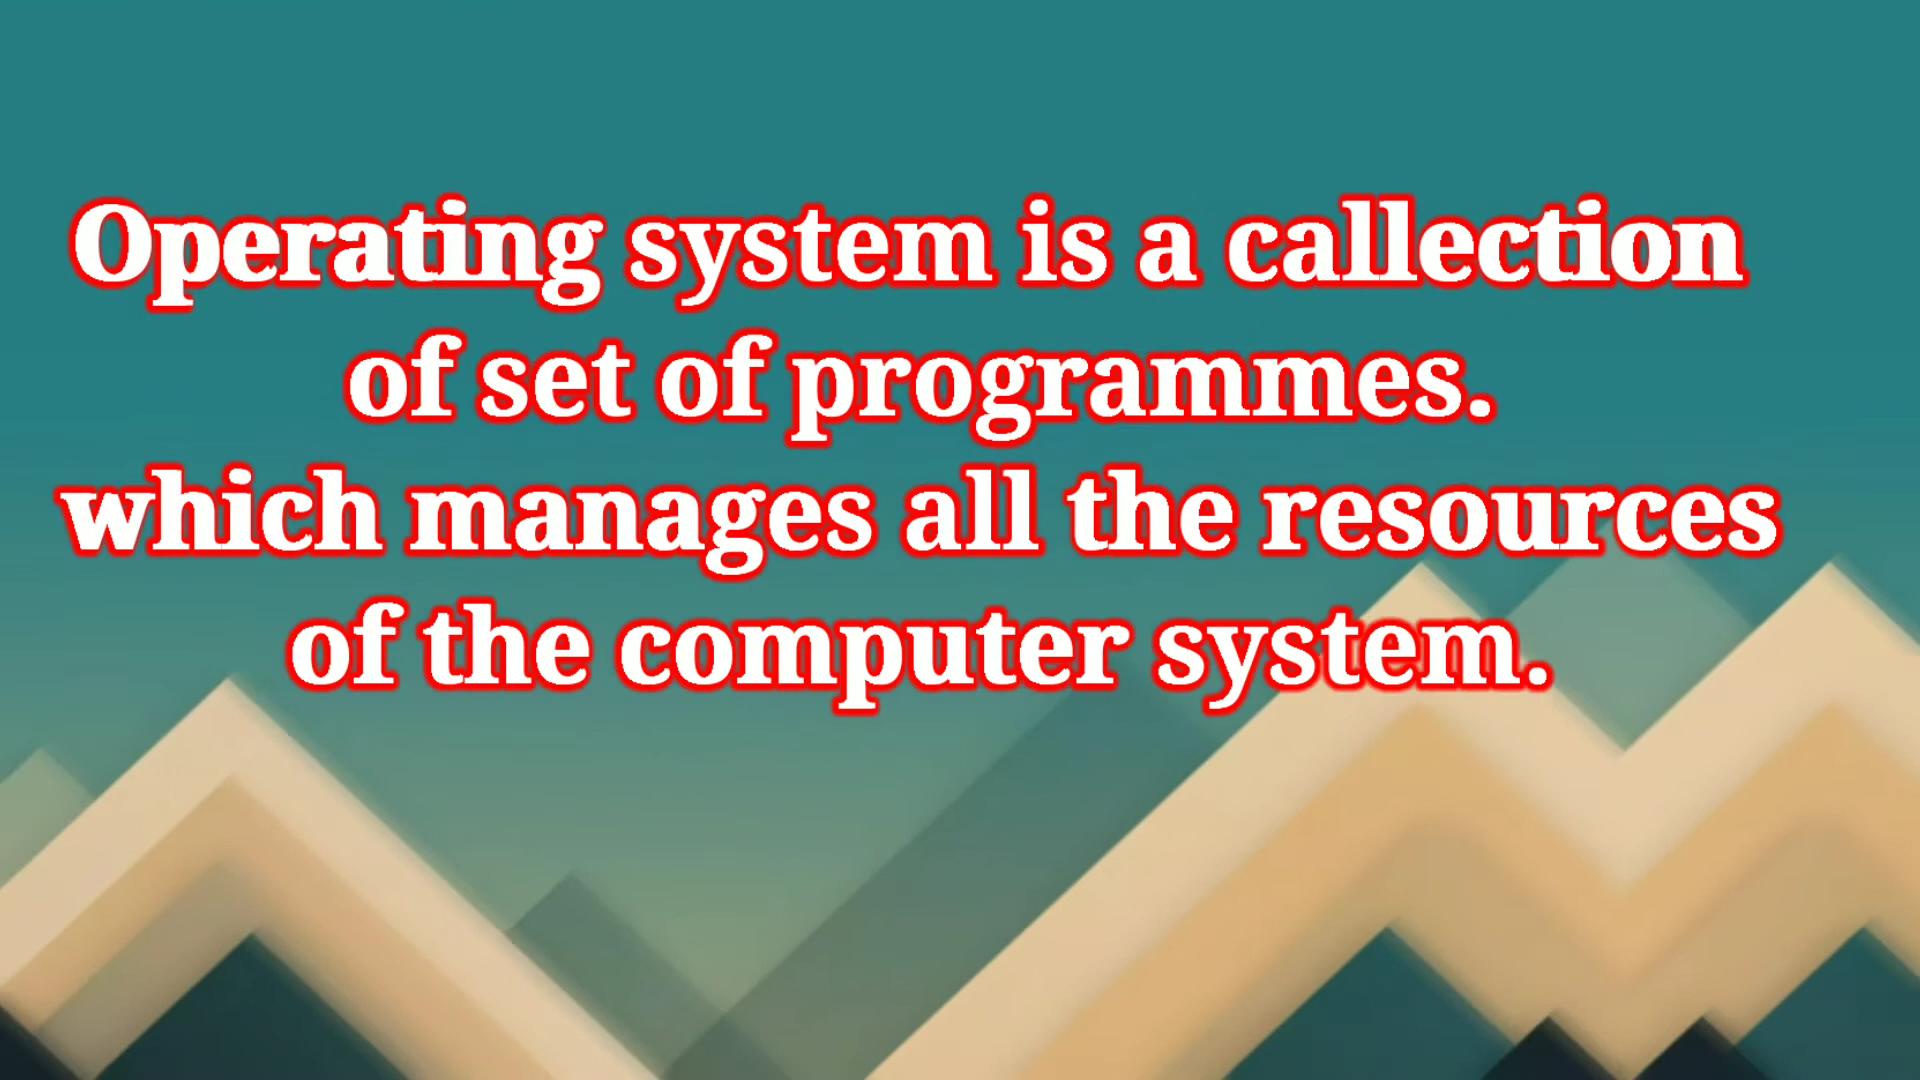 Operating system is a callection
of set of programmes.
which manages all the resources
of the computer system.